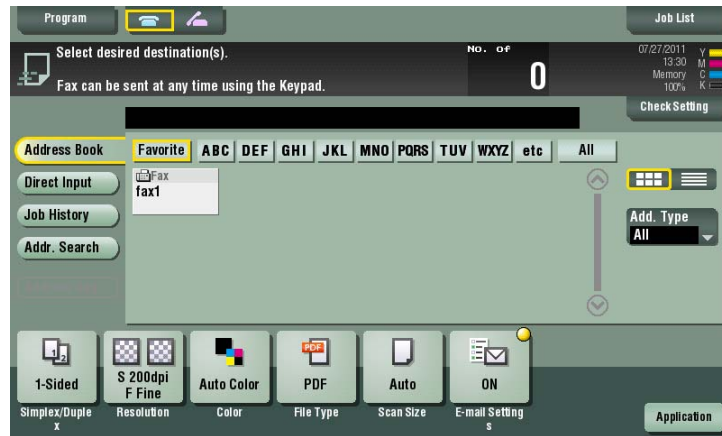 Program
Job List
Select desired destination(s).
No. of
0
Fax can be sent at any time using the Keypad.
07/27/2011
13:30
Memory
100%
Y
M
C
K
Check Setting
Address Book
Favorite
ABC
DEF
GHI
JKL
MNO
PQRS
TUV
WXYZ
etc
All
Direct Input
Fax
fax1
Job History
Add. Type
All
Addr. Search
1-Sided
S 200dpi
F Fine
Auto Color
PDF
PDF
Auto
ON
Simplex/Duple
x
Resolution
Color
File Type
Scan Size
E-mail Setting
s
Application